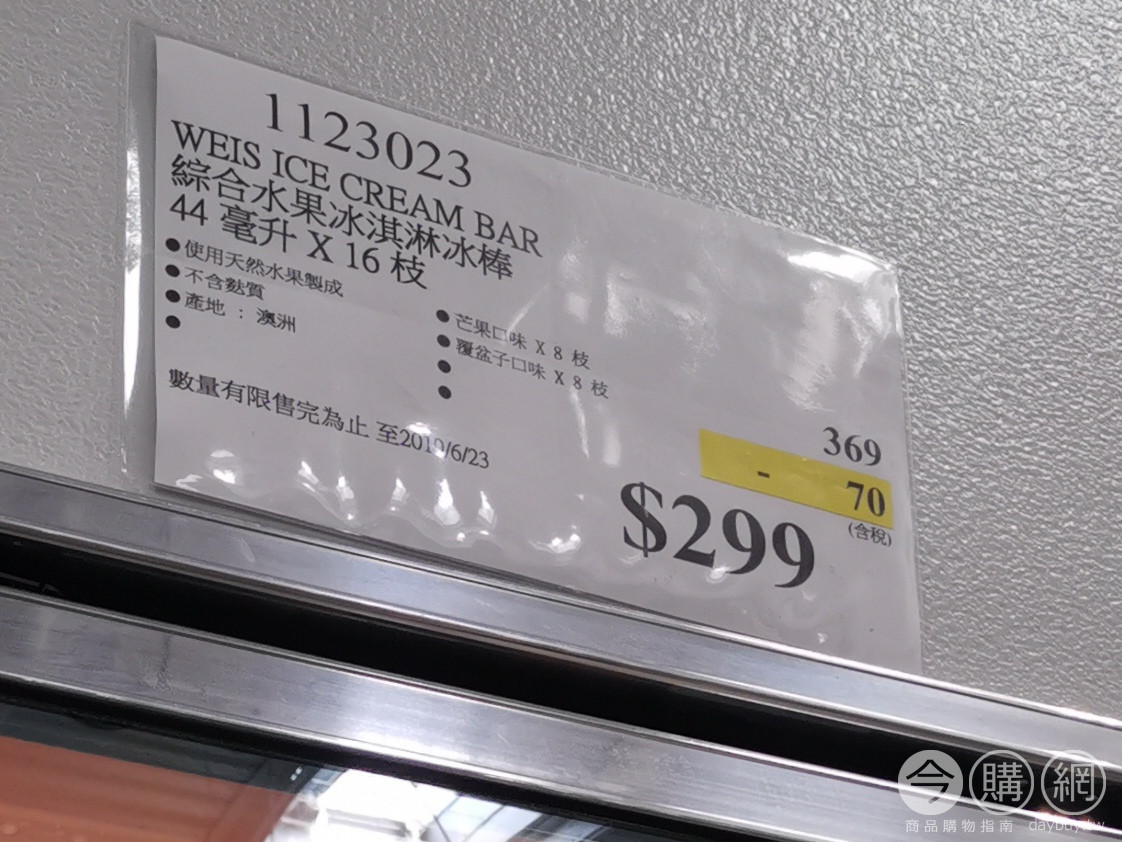 1123023
WEIS ICE CREAM BAR
綜合水果冰淇淋冰棒
44 毫升 X 16 枝
●使用天然水果製成
●不含麩質
●產地 : 澳洲
●
●芒果口味 X 8 枝
●覆盆子口味 X 8 枝
●
●
數量有限售完為止 至2019/6/23
369
- 70
(含稅)
$299
今購網
商品購物指南 daybuy.tw